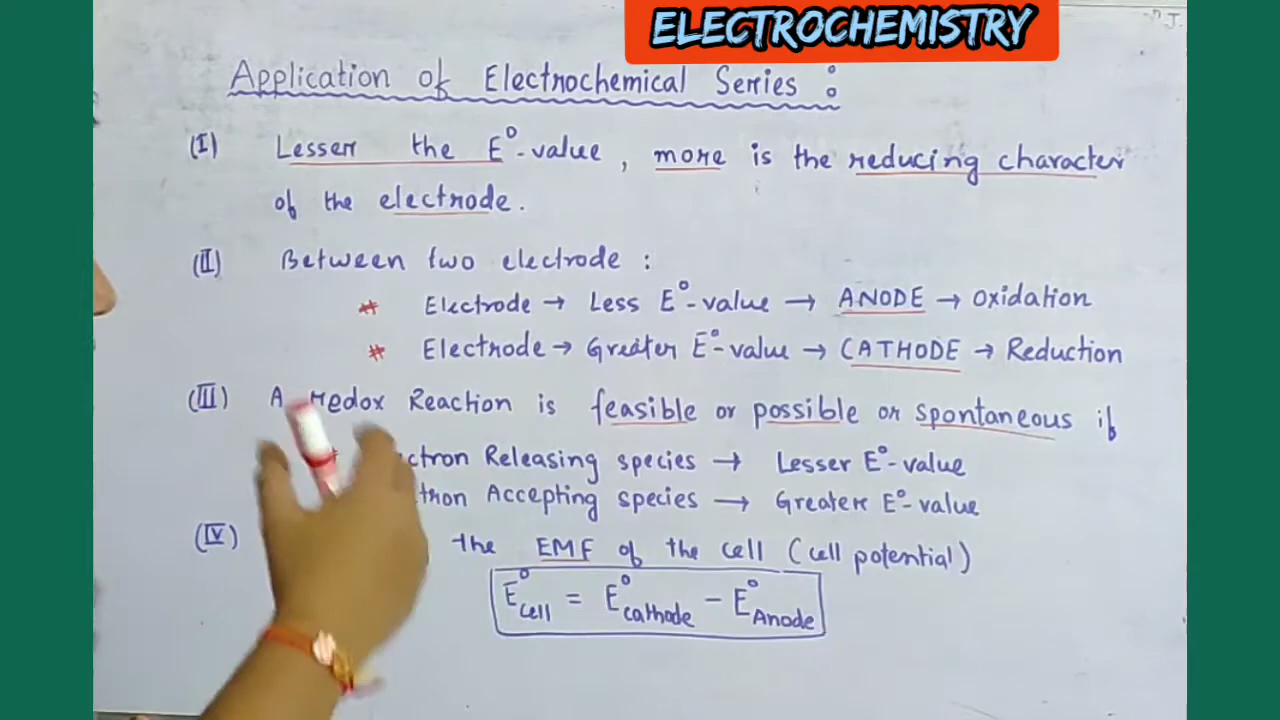 ELECTROCHEMISTRY
Application of Electrochemical Series :
(I) Lesser the E°-value, more is the reducing character
of the electrode.
(II) Between two electrode :
* Electrode → Less E°-value → ANODE → Oxidation
* Electrode → Greater E°-value → CATHODE → Reduction
(III) A redox Reaction is feasible or possible or spontaneous if
ctron Releasing species → Lesser E°-value
tron Accepting species → Greater E°-value
(IV) the EMF of the cell (cell potential)
E°Cell = E°Cathode - E°Anode